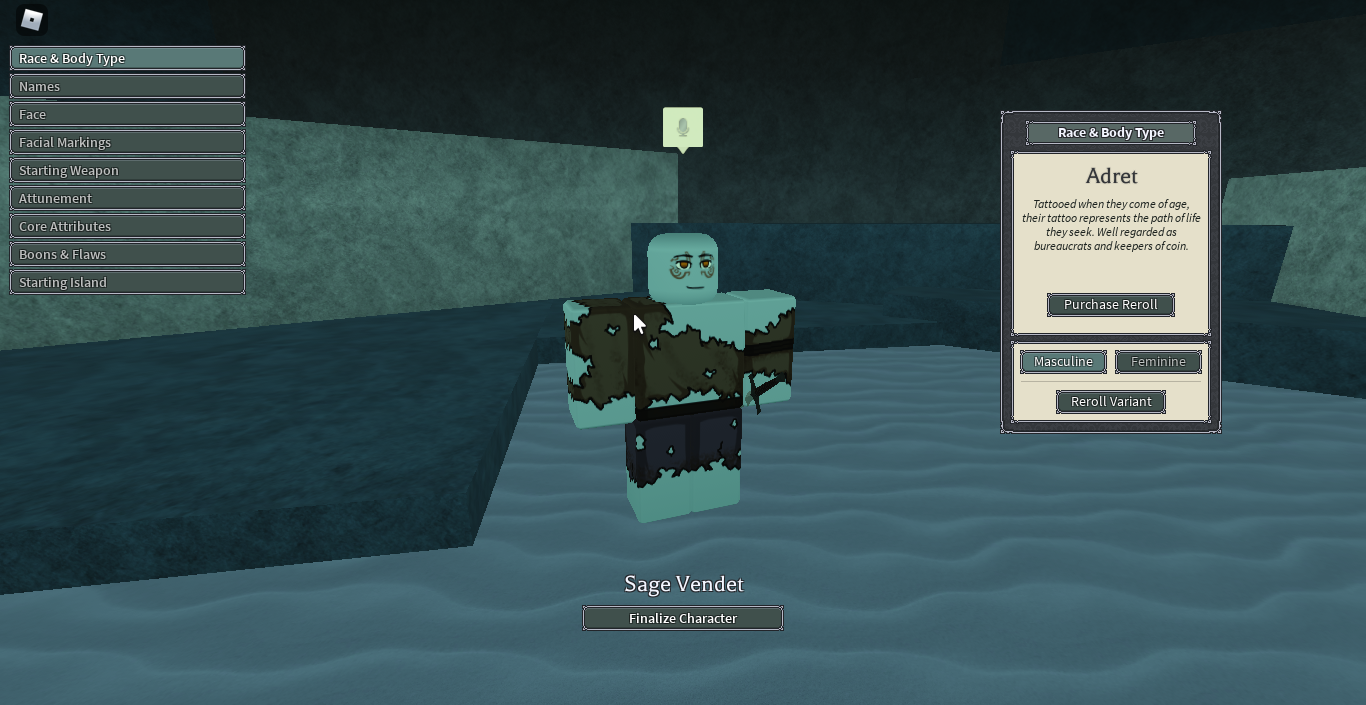 Race & Body Type
Names
Face
Facial Markings
Starting Weapon
Attunement
Core Attributes
Boons & Flaws
Starting Island
Race & Body Type
Adret
Tattooed when they come of age,
their tattoo represents the path of life
they seek. Well regarded as
bureaucrats and keepers of coin.
Purchase Reroll
Masculine
Feminine
Reroll Variant
Sage Vendet
Finalize Character